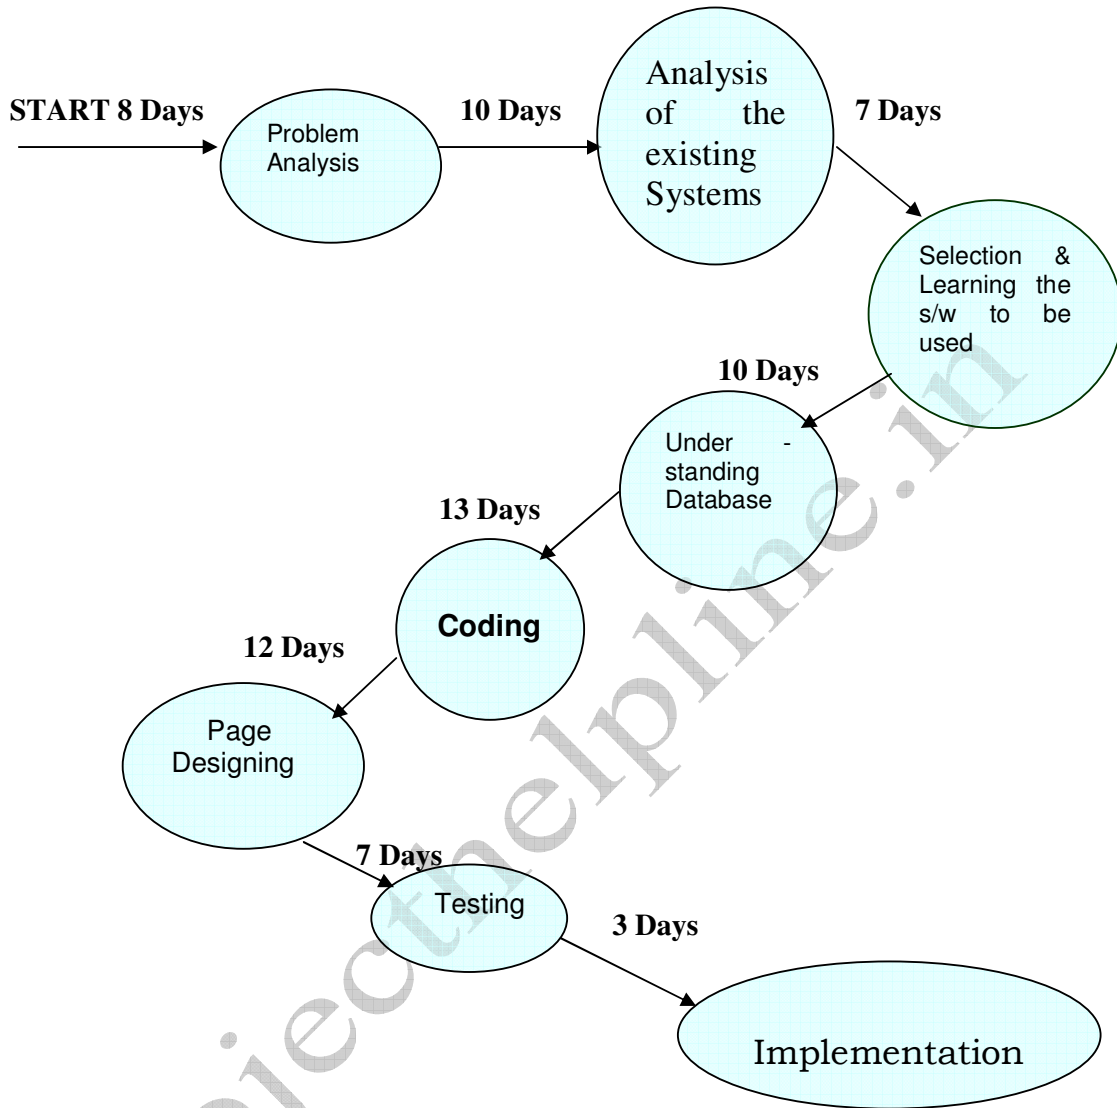 START 8 Days
Problem
Analysis
10 Days
Analysis
of the
existing
Systems
7 Days
Selection &
Learning the
s/w to be
used
10 Days
Under -
standing
Database
13 Days
Coding
12 Days
Page
Designing
7 Days
Testing
3 Days
Implementation
jecthelpline.in